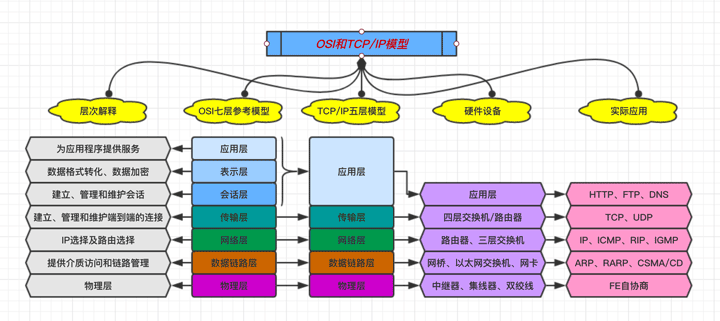 OSI和TCP/IP模型
层次解释
OSI七层参考模型
TCP/IP五层模型
硬件设备
实际应用
为应用程序提供服务
应用层
应用层
数据格式转化、数据加密
表示层
建立、管理和维护会话
会话层
应用层
HTTP、FTP、DNS
建立、管理和维护端到端的连接
传输层
传输层
四层交换机/路由器
TCP、UDP
IP选择及路由选择
网络层
网络层
路由器、三层交换机
IP、ICMP、RIP、IGMP
提供介质访问和链路管理
数据链路层
数据链路层
网桥、以太网交换机、网卡
ARP、RARP、CSMA/CD
物理层
物理层
物理层
中继器、集线器、双绞线
FE自协商